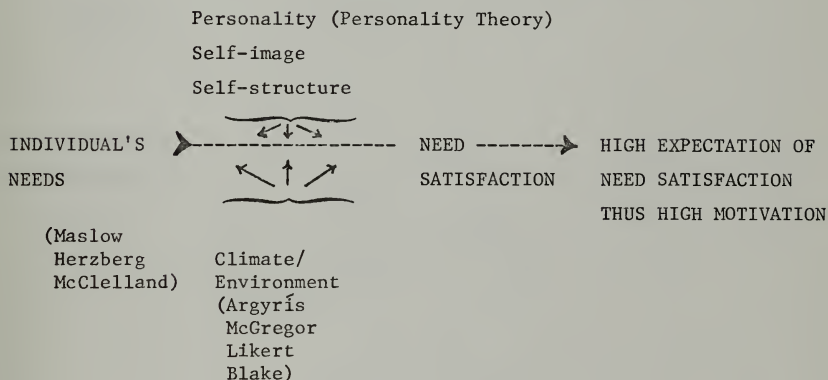 Personality (Personality Theory)
Self-image
Self-structure
INDIVIDUAL'S
NEEDS
NEED
SATISFACTION
HIGH EXPECTATION OF
NEED SATISFACTION
THUS HIGH MOTIVATION
(Maslow
Herzberg
McClelland)
Climate/
Environment
(Argyrís
McGregor
Likert
Blake)